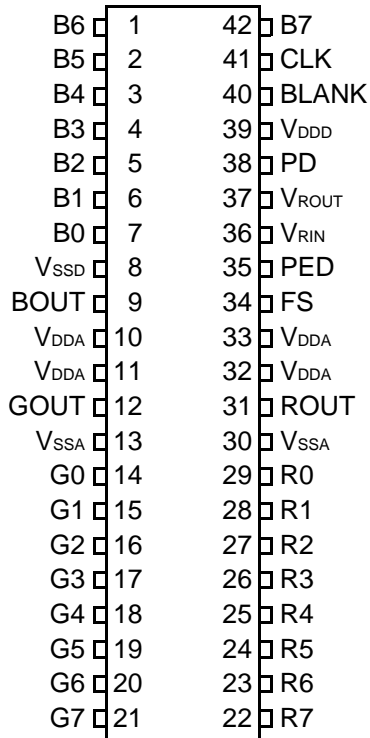 B6 1 42 B7
B5 2 41 CLK
B4 3 40 BLANK
B3 4 39 VDDD
B2 5 38 PD
B1 6 37 VROUT
B0 7 36 VRIN
VSSD 8 35 PED
BOUT 9 34 FS
VDDA 10 33 VDDA
VDDA 11 32 VDDA
GOUT 12 31 ROUT
VSSA 13 30 VSSA
G0 14 29 R0
G1 15 28 R1
G2 16 27 R2
G3 17 26 R3
G4 18 25 R4
G5 19 24 R5
G6 20 23 R6
G7 21 22 R7